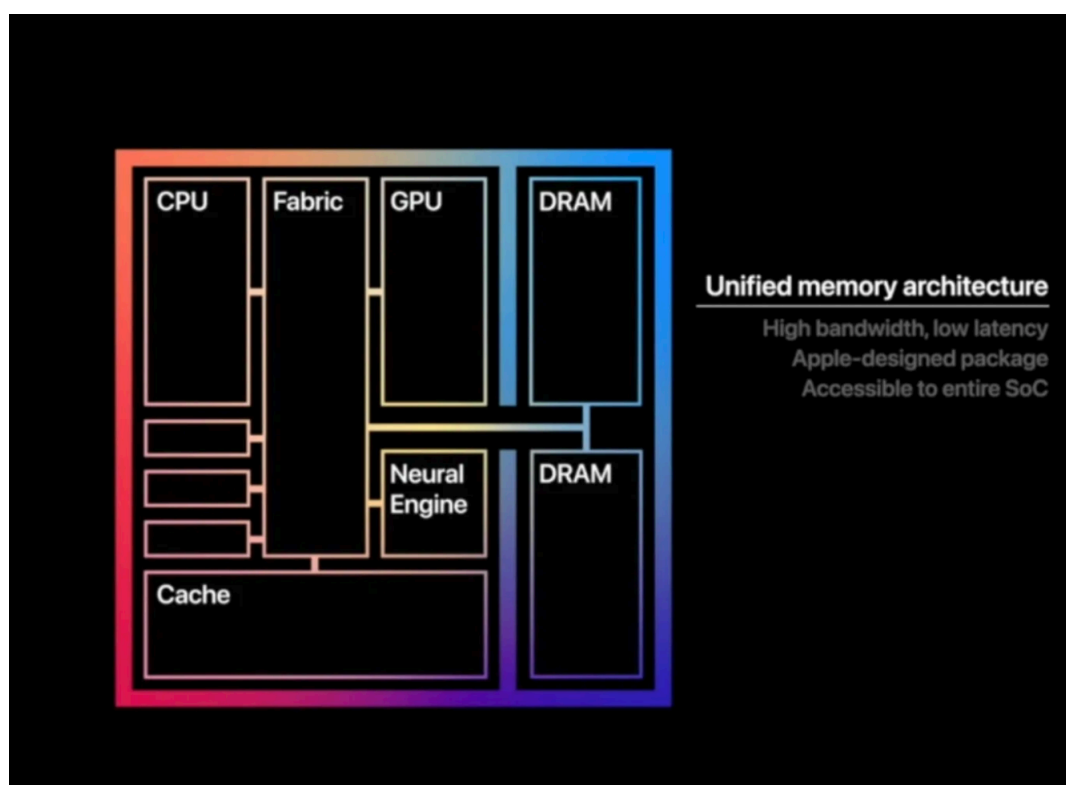 CPU
Fabric
GPU
DRAM
Neural
Engine
DRAM
Cache
Unified memory architecture
High bandwidth, low latency
Apple-designed package
Accessible to entire SoC